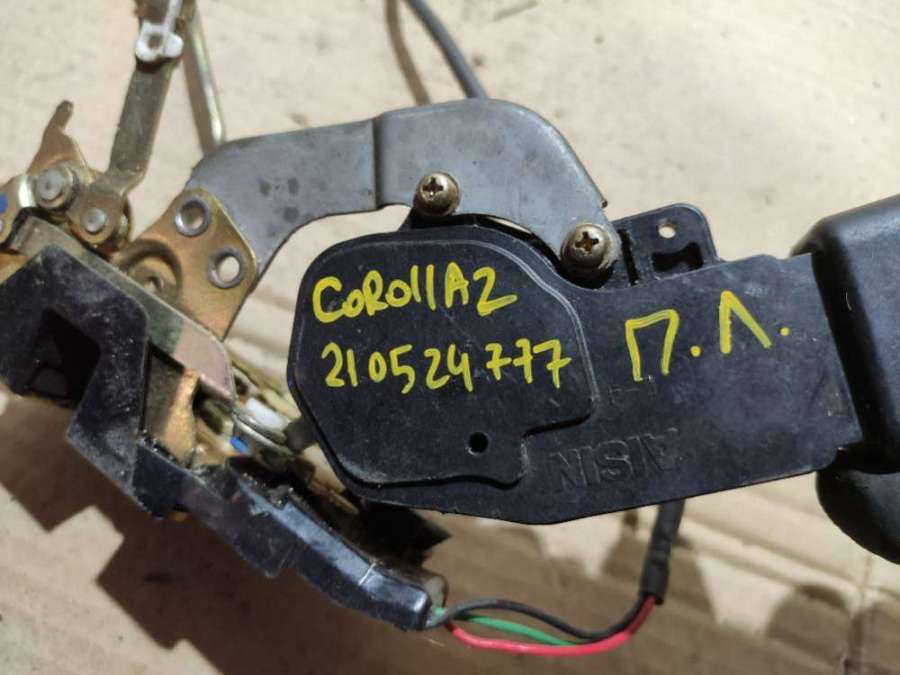 COROllA2
П.Л.
210524777
AISIN